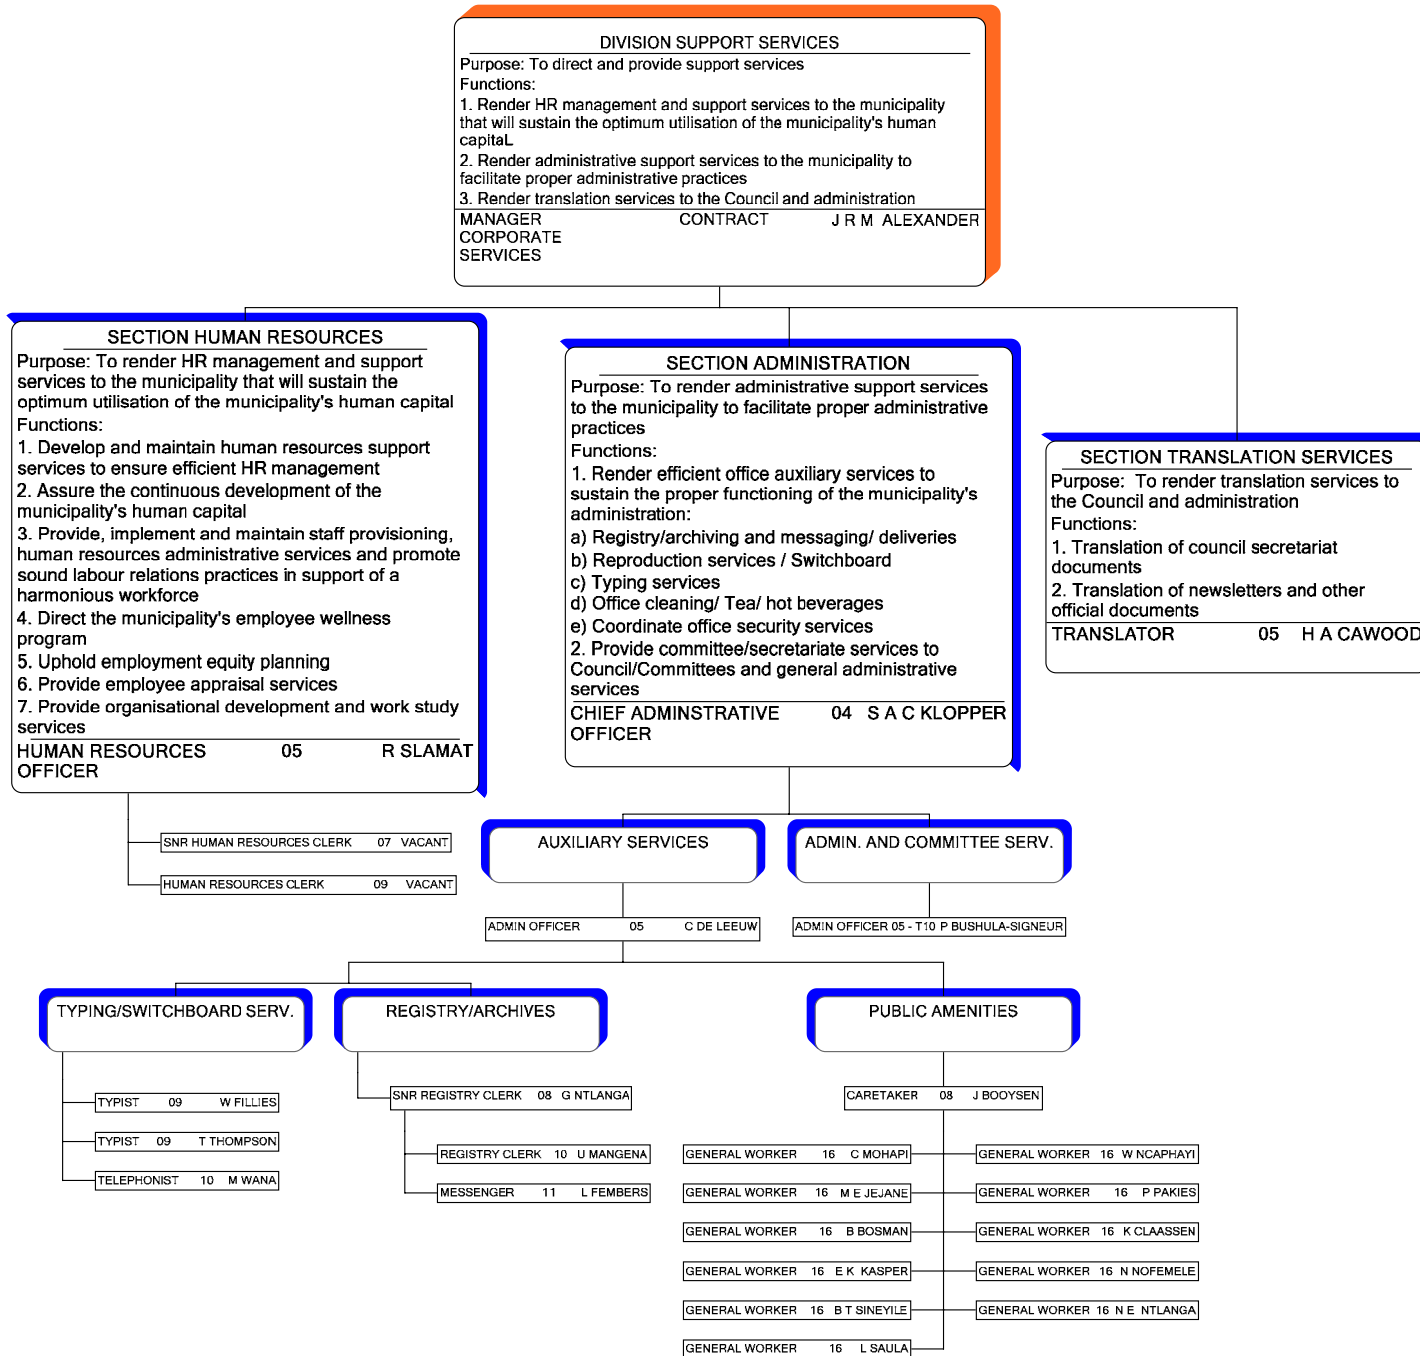 DIVISION SUPPORT SERVICES
Purpose: To direct and provide support services
Functions:
1. Render HR management and support services to the municipality
that will sustain the optimum utilisation of the municipality's human
capitaL
2. Render administrative support services to the municipality to
facilitate proper administrative practices
3. Render translation services to the Council and administration
MANAGER CONTRACT J R M ALEXANDER
CORPORATE
SERVICES
SECTION HUMAN RESOURCES
Purpose: To render HR management and support
services to the municipality that will sustain the
optimum utilisation of the municipality's human capital
Functions:
1. Develop and maintain human resources support
services to ensure efficient HR management
2. Assure the continuous development of the
municipality's human capital
3. Provide, implement and maintain staff provisioning,
human resources administrative services and promote
sound labour relations practices in support of a
harmonious workforce
4. Direct the municipality's employee wellness
program
5. Uphold employment equity planning
6. Provide employee appraisal services
7. Provide organisational development and work study
services
HUMAN RESOURCES 05 R SLAMAT
OFFICER
SNR HUMAN RESOURCES CLERK 07 VACANT
HUMAN RESOURCES CLERK 09 VACANT
SECTION ADMINISTRATION
Purpose: To render administrative support services
to the municipality to facilitate proper administrative
practices
Functions:
1. Render efficient office auxiliary services to
sustain the proper functioning of the municipality's
administration:
a) Registry/archiving and messaging/ deliveries
b) Reproduction services / Switchboard
c) Typing services
d) Office cleaning/ Tea/ hot beverages
e) Coordinate office security services
2. Provide committee/secretariate services to
Council/Committees and general administrative
services
CHIEF ADMINSTRATIVE 04 S A C KLOPPER
OFFICER
SECTION TRANSLATION SERVICES
Purpose: To render translation services to
the Council and administration
Functions:
1. Translation of council secretariat
documents
2. Translation of newsletters and other
official documents
TRANSLATOR 05 H A CAWOOD
AUXILIARY SERVICES
ADMIN OFFICER 05 C DE LEEUW
ADMIN. AND COMMITTEE SERV.
ADMIN OFFICER 05 - T10 P BUSHULA-SIGNEUR
TYPING/SWITCHBOARD SERV.
TYPIST 09 W FILLIES
TYPIST 09 T THOMPSON
TELEPHONIST 10 M WANA
REGISTRY/ARCHIVES
SNR REGISTRY CLERK 08 G NTLANGA
REGISTRY CLERK 10 U MANGENA
MESSENGER 11 L FEMBERS
PUBLIC AMENITIES
CARETAKER 08 J BOOYSEN
GENERAL WORKER 16 C MOHAPI
GENERAL WORKER 16 W NCAPHAYI
GENERAL WORKER 16 M E JEJANE
GENERAL WORKER 16 P PAKIES
GENERAL WORKER 16 B BOSMAN
GENERAL WORKER 16 K CLAASSEN
GENERAL WORKER 16 E K KASPER
GENERAL WORKER 16 N NOFEMELE
GENERAL WORKER 16 B T SINEYILE
GENERAL WORKER 16 N E NTLANGA
GENERAL WORKER 16 L SAULA